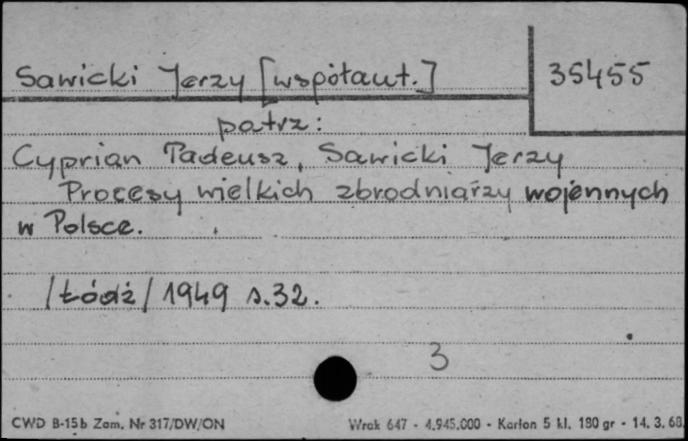 Sawicki Jerzy [współaut.] 35455
patrz:
Cyprian Tadeusz, Sawicki Jerzy
Procesy wielkich zbrodniarzy wojennych
w Polsce.
/Łódź/ 1949 s.32.
3
CWD B-15b Zam. Nr 317/DW/ON Wrak 647 - 4.945.000 - Karton 5 kl. 180 gr - 14. 3. 68.